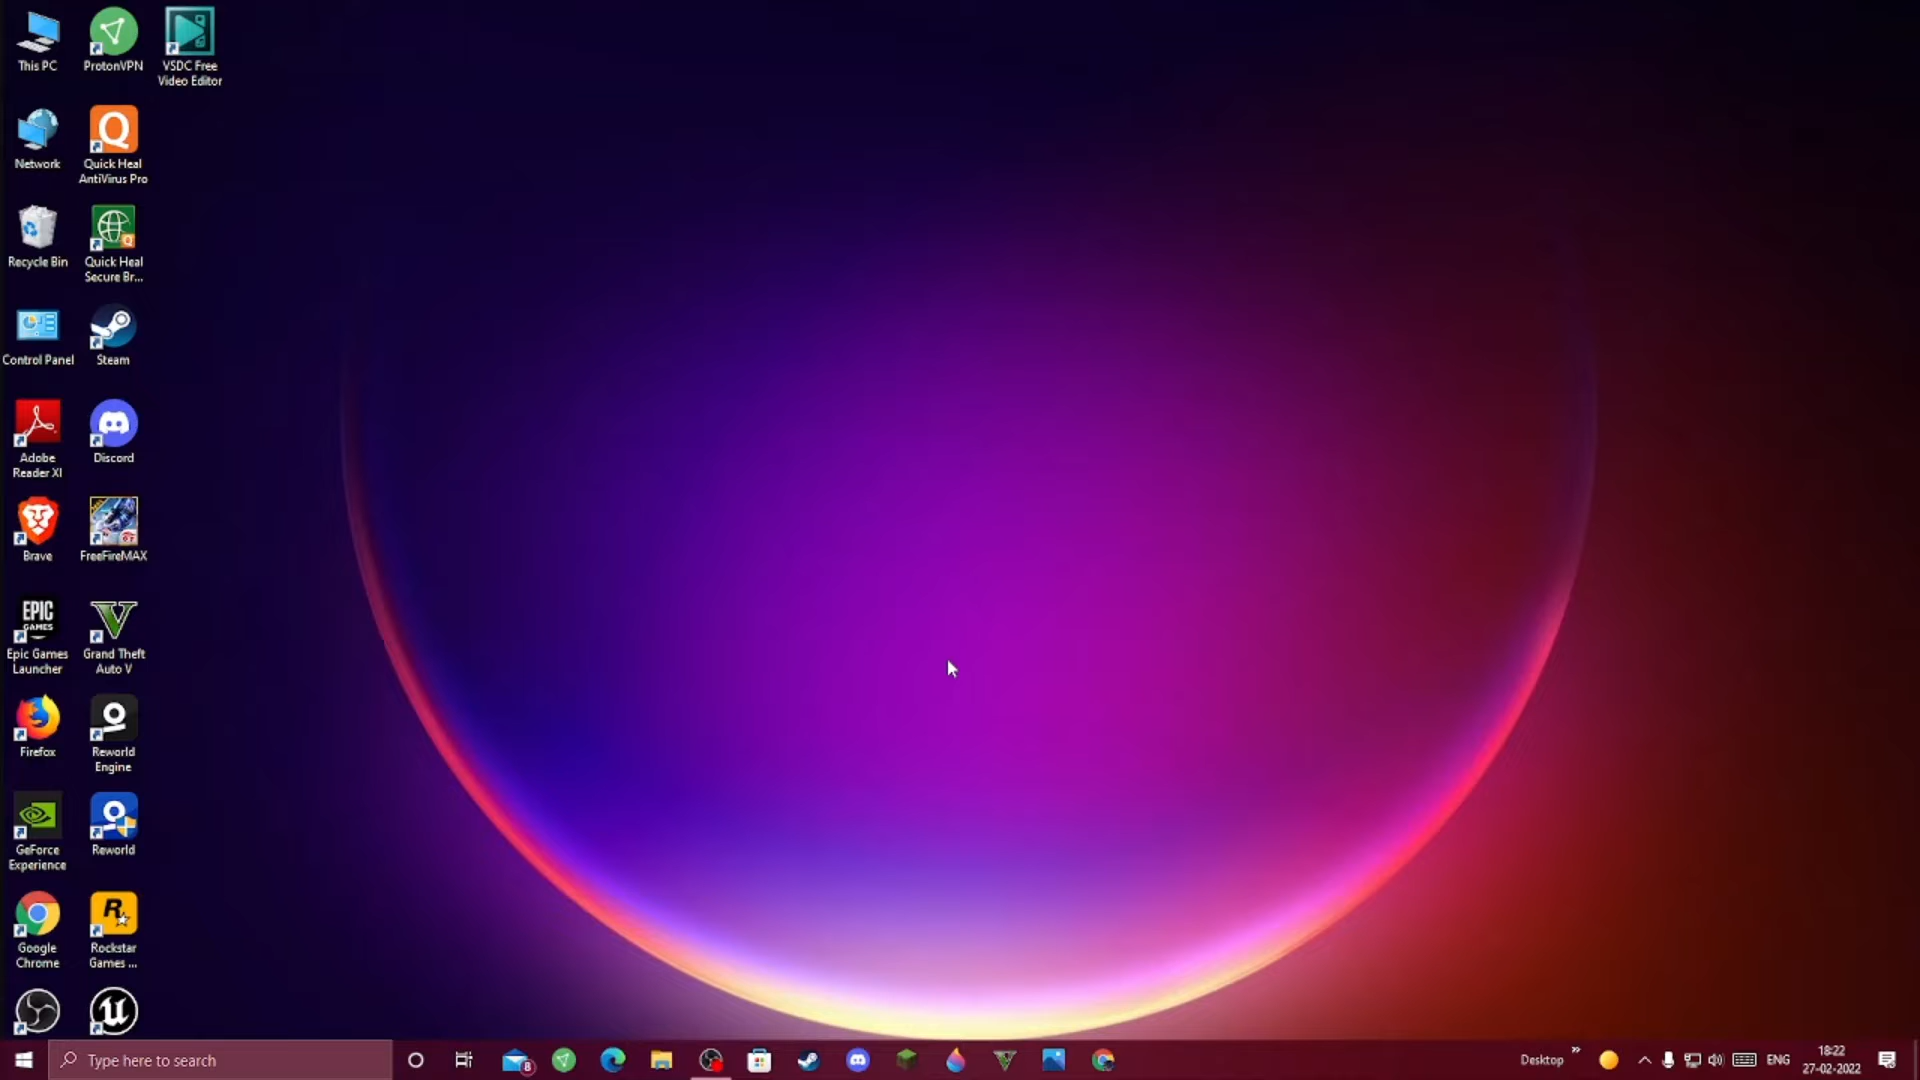 This PC
ProtonVPN
VSDC Free
Video Editor
Network
Quick Heal
AntiVirus Pro
Recycle Bin
Quick Heal
Secure Br...
Control Panel
Steam
Adobe
Reader XI
Discord
Brave
FreeFireMAX
EPIC
GAMES
Epic Games
Launcher
Grand Theft
Auto V
Firefox
Reworld
Engine
GeForce
Experience
Reworld
Google
Chrome
Rockstar
Games ...
Type here to search
8
Desktop
»
ENG
18:22
27-02-2022